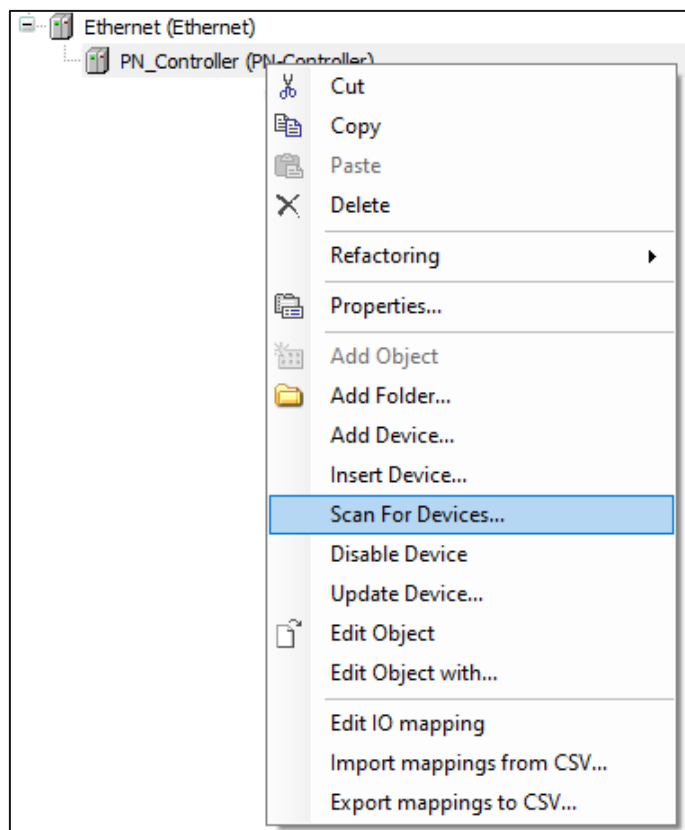 Ethernet (Ethernet)
PN_Controller (PN-Controller)
Cut
Copy
Paste
Delete
Refactoring
Properties...
Add Object
Add Folder...
Add Device...
Insert Device...
Scan For Devices...
Disable Device
Update Device...
Edit Object
Edit Object with...
Edit IO mapping
Import mappings from CSV...
Export mappings to CSV...